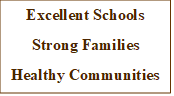 Excellent Schools
Strong Families
Healthy Communities